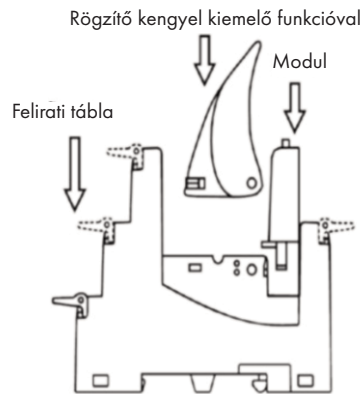 Rögzítő kengyel kiemelő funkcióval
Modul
Felirati tábla